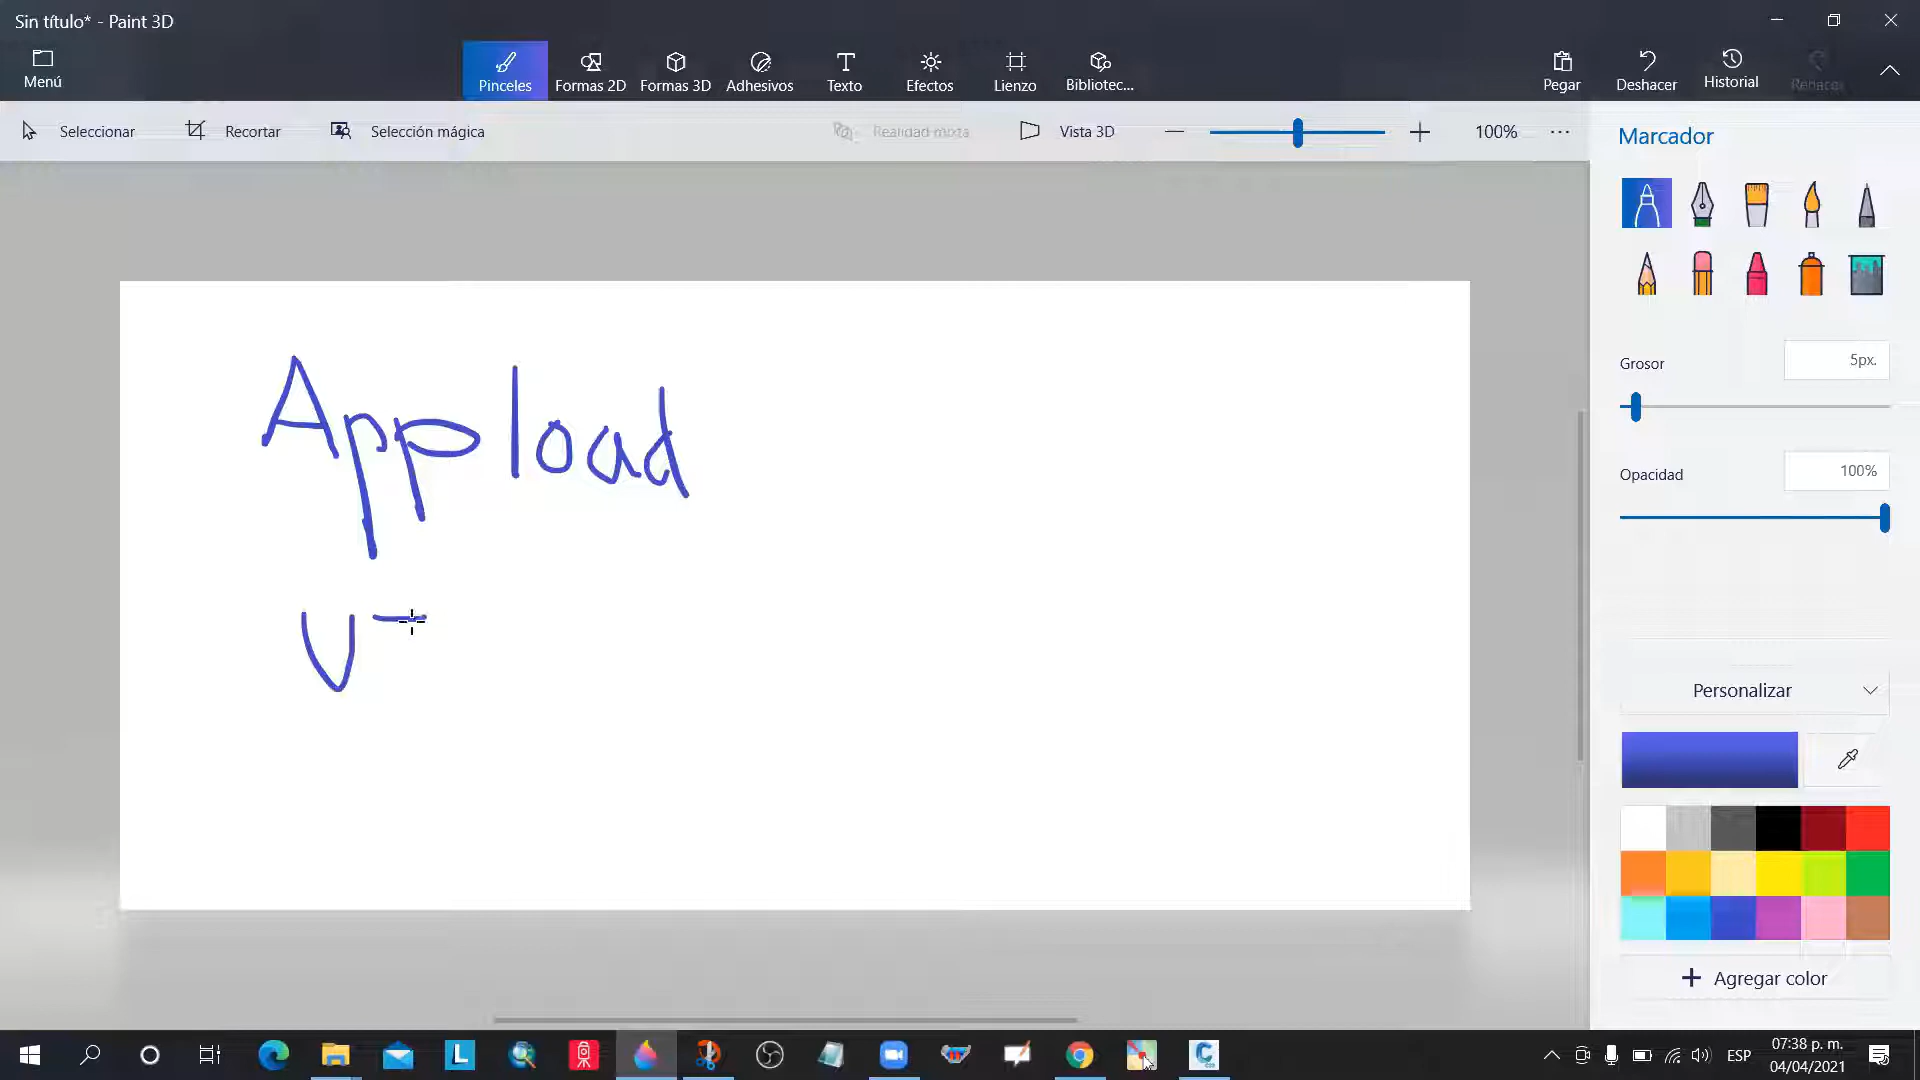 Sin título* - Paint 3D
Menú
Pinceles
Formas 2D
Formas 3D
Adhesivos
Texto
Efectos
Lienzo
Bibliotec...
Pegar
Deshacer
Historial
Rehacer
Seleccionar
Recortar
Selección mágica
Realidad mixta
Vista 3D
100%
Marcador
Grosor
5px.
Opacidad
100%
Appload
Personalizar
Agregar color
ESP
07:38 p. m.
04/04/2021